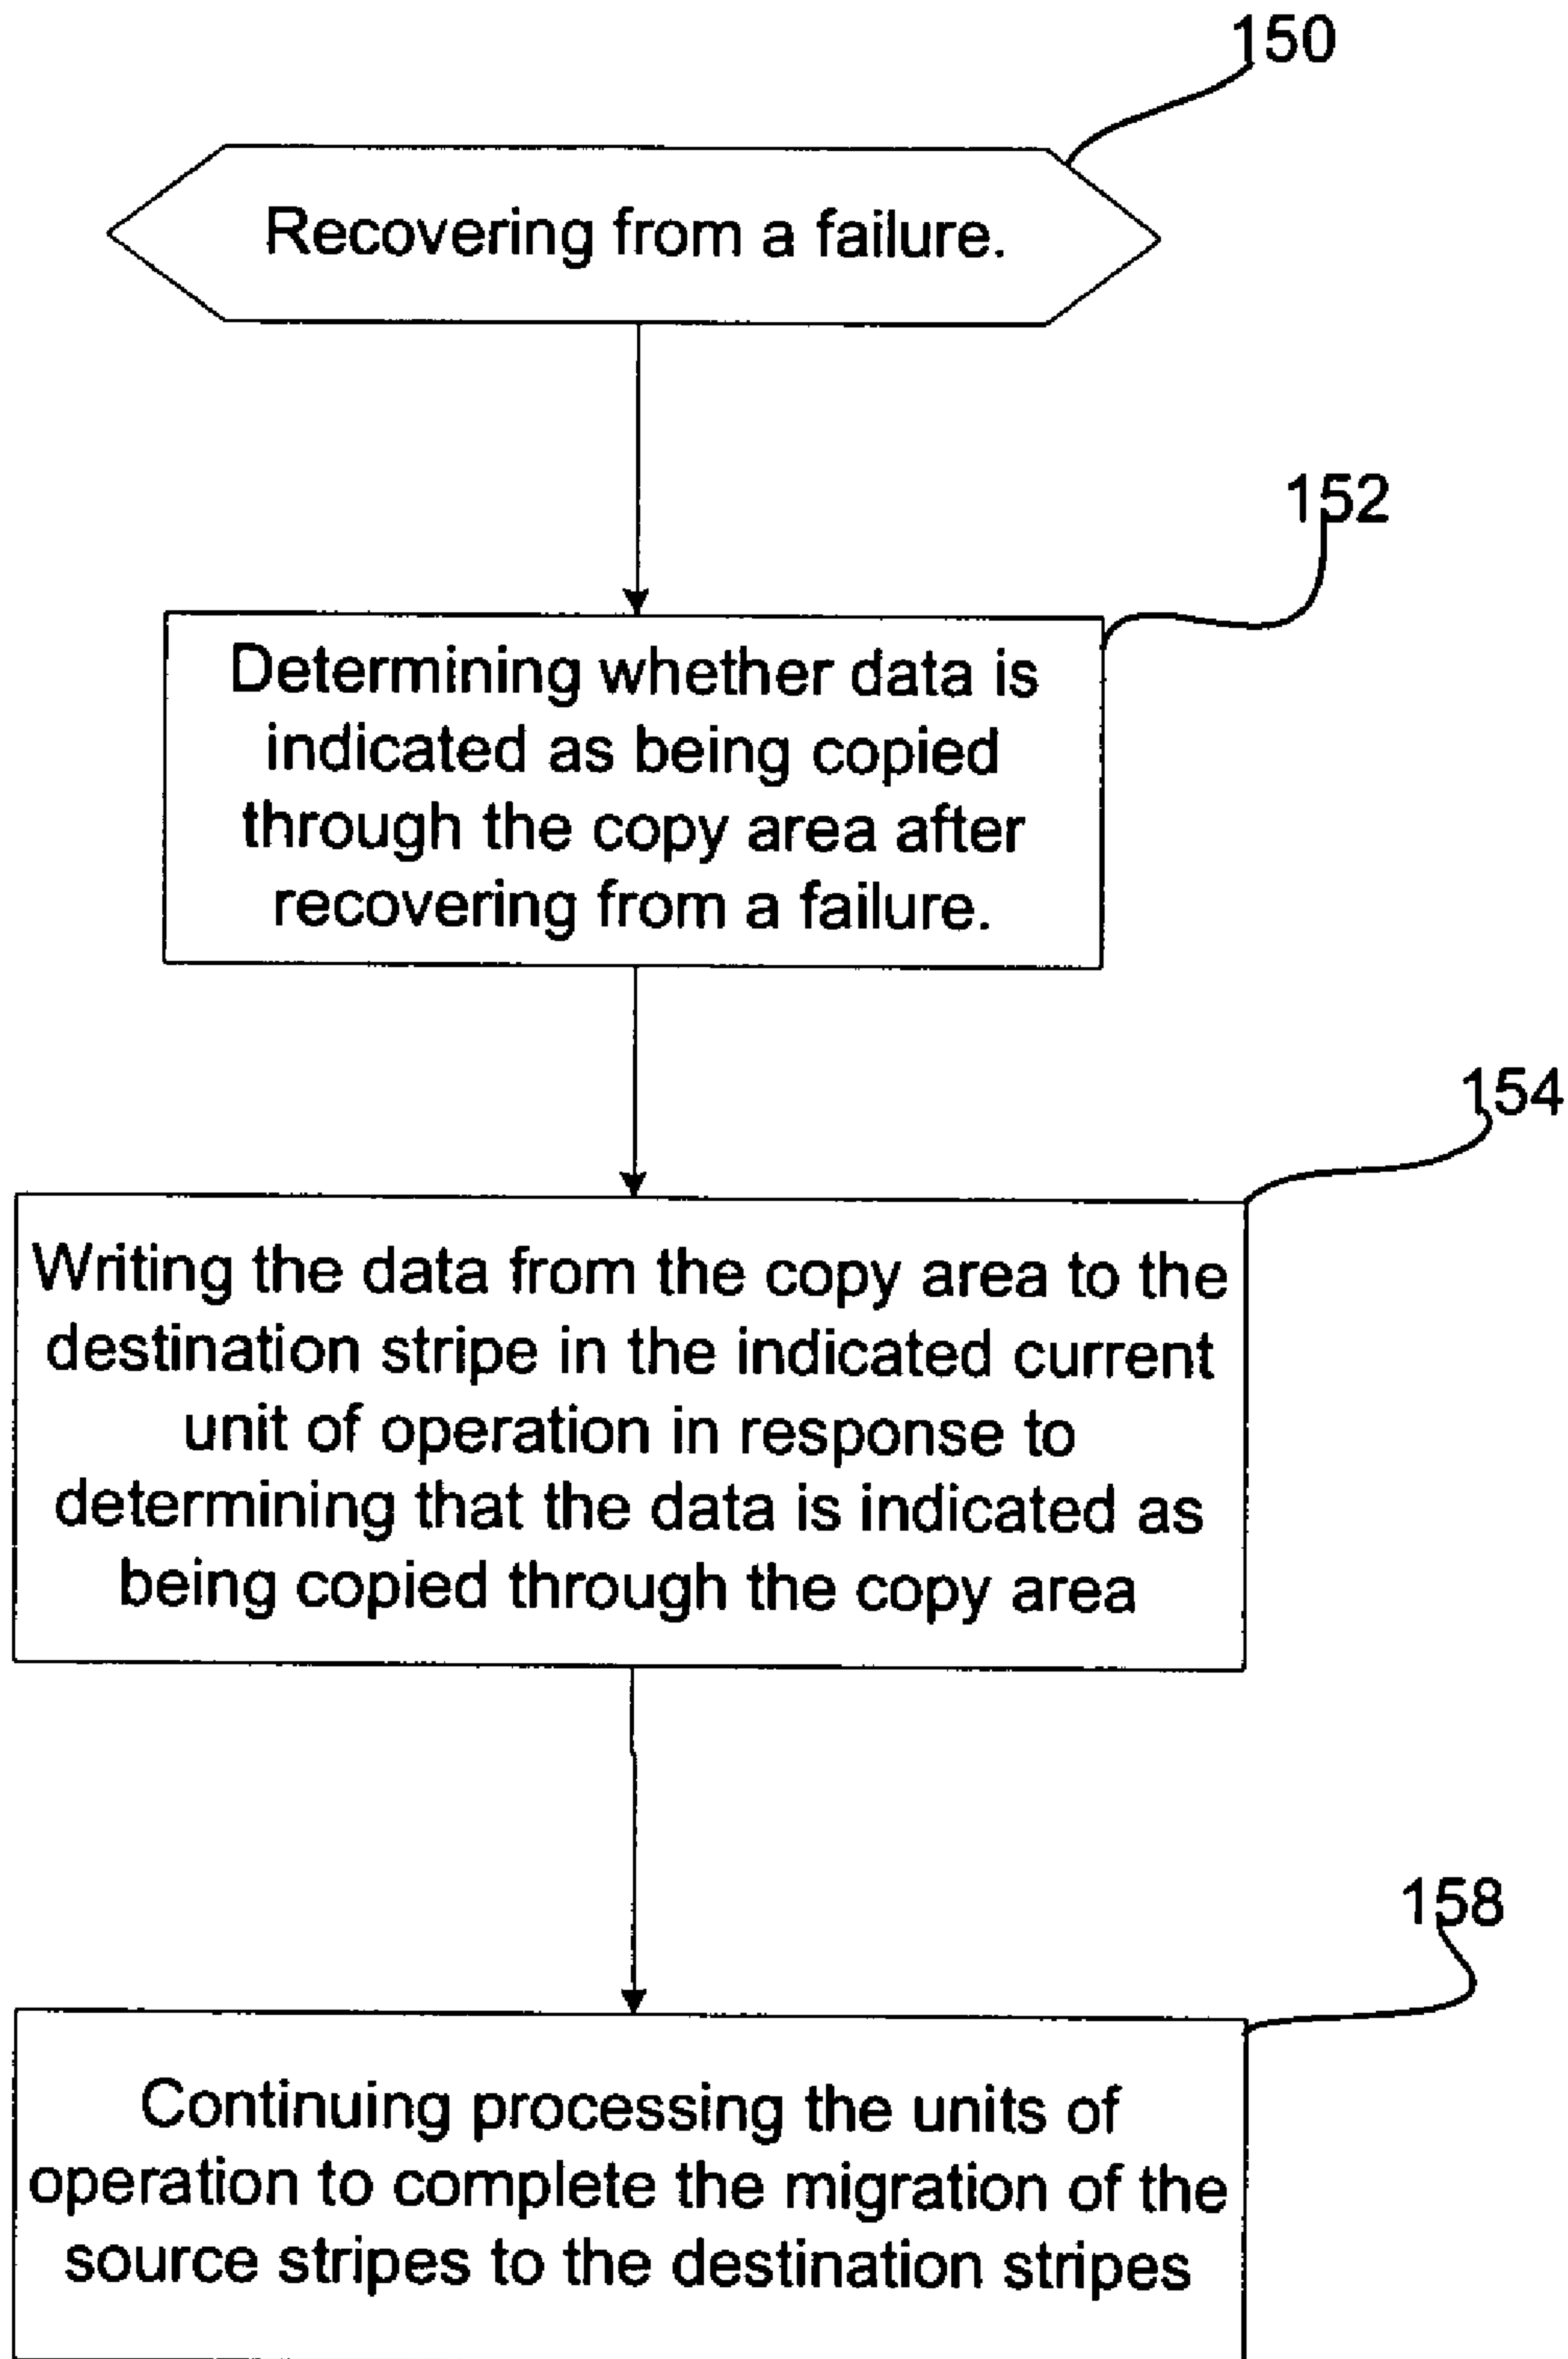 150
Recovering from a failure.
152
Determining whether data is
indicated as being copied
through the copy area after
recovering from a failure.
154
Writing the data from the copy area to the
destination stripe in the indicated current
unit of operation in response to
determining that the data is indicated as
being copied through the copy area
158
Continuing processing the units of
operation to complete the migration of the
source stripes to the destination stripes